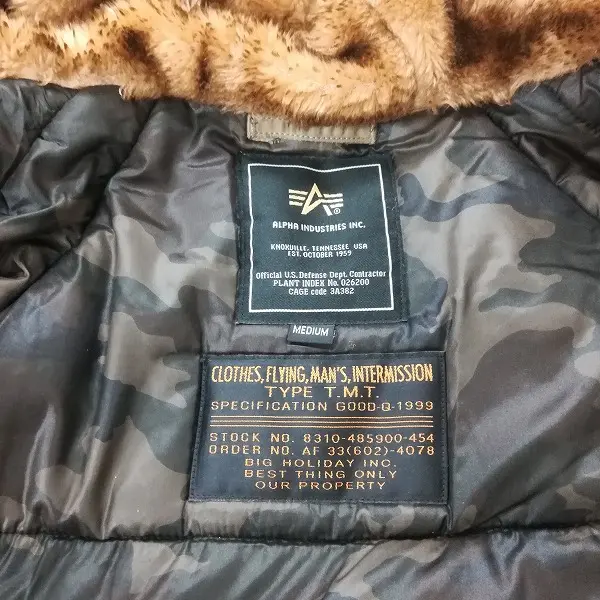 ALPHA INDUSTRIES INC.
KNOXVILLE, TENNESSEE USA
EST. OCTOBER 1959
Official U.S. Defense Dept. Contractor
PLANT INDEX No. 026200
CAGE code 3A382
MEDIUM
CLOTHES, FLYING, MAN'S, INTERMISSION
TYPE T.M.T.
SPECIFICATION GOOD-Q-1999
STOCK NO. 8310-485900-454
ORDER NO. AF 33(602)-4078
BIG HOLIDAY INC.
BEST THING ONLY
OUR PROPERTY